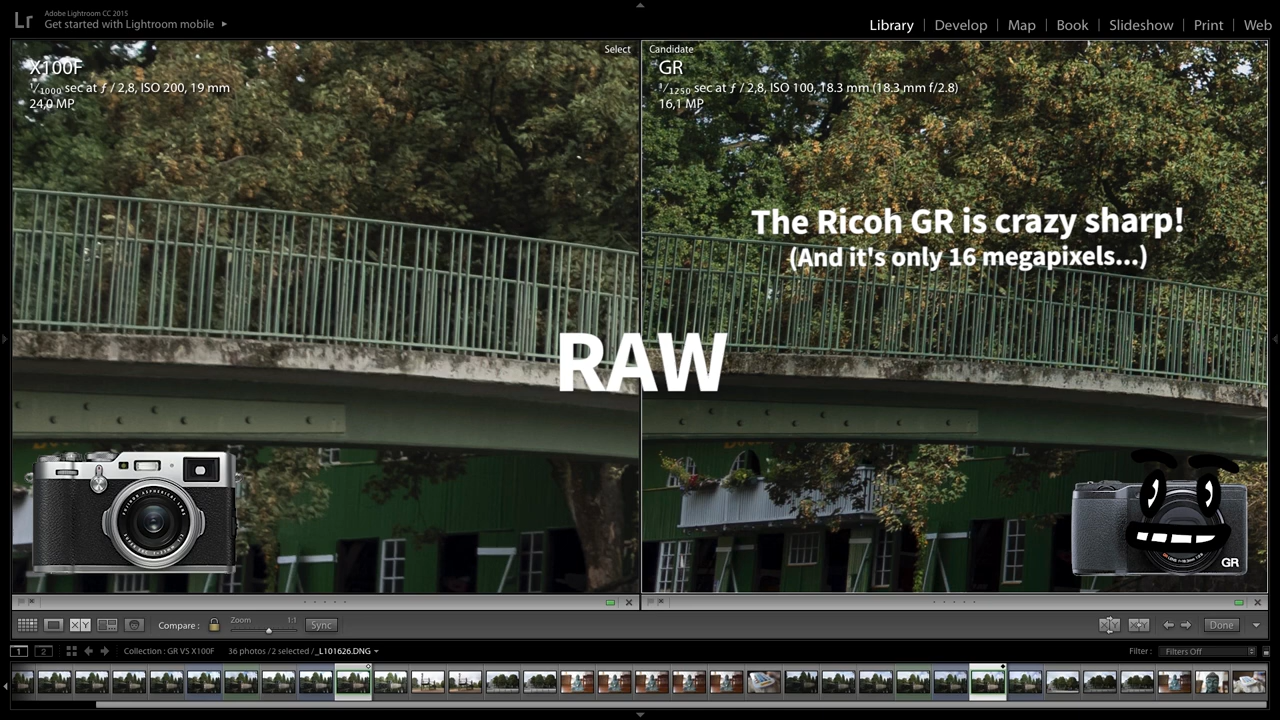 Lr
Adobe Lightroom CC 2015
Get started with Lightroom mobile
Library
Develop
Map
Book
Slideshow
Print
Web
Select
X100F
1/1000 sec at ƒ / 2,8, ISO 200, 19 mm
24,0 MP
Candidate
GR
1/1250 sec at ƒ / 2,8, ISO 100, 18.3 mm (18.3 mm f/2.8)
16,1 MP
The Ricoh GR is crazy sharp!
(And it's only 16 megapixels...)
RAW
GR
XY
Compare :
Zoom
1:1
Sync
Done
1
2
Collection : GR VS X100F
36 photos / 2 selected / _L101626.DNG
Filter :
Filters Off